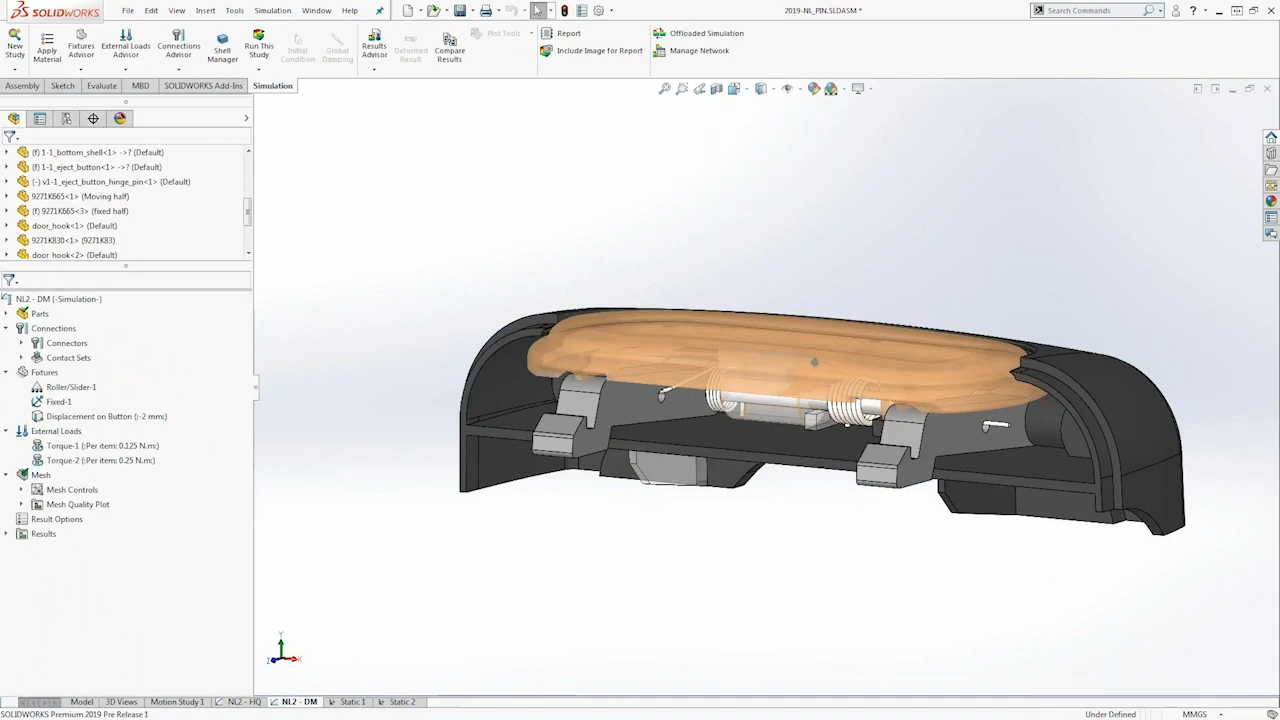 SOLIDWORKS File Edit View Insert Tools Simulation Window Help 2019-NL_PIN.SLDASM * Search Commands
New Study
Apply Material
Fixtures Advisor
External Loads Advisor
Connections Advisor
Shell Manager
Run This Study
Initial Condition
Global Damping
Results Advisor
Deformed Result
Compare Results
Plot Tools
Report
Include Image for Report
Offloaded Simulation
Manage Network
Assembly Sketch Evaluate MBD SOLIDWORKS Add-Ins Simulation
(f) 1-1_bottom_shell<1> ->? (Default)
(f) 1-1_eject_button<1> ->? (Default)
(-) v1-1_eject_button_hinge_pin<1> (Default)
9271K665<1> (Moving half)
(f) 9271K665<3> (fixed half)
door_hook<1> (Default)
9271K830<1> (9271K83)
door_hook<2> (Default)
NL2 - DM (-Simulation-)
Parts
Connections
Connectors
Contact Sets
Fixtures
Roller/Slider-1
Fixed-1
Displacement on Button (:-2 mm:)
External Loads
Torque-1 (:Per item: 0.125 N.m:)
Torque-2 (:Per item: 0.25 N.m:)
Mesh
Mesh Controls
Mesh Quality Plot
Result Options
Results
Y
Z X
Model 3D Views Motion Study 1 NL2 - HQ NL2 - DM Static 1 Static 2
SOLIDWORKS Premium 2019 Pre Release 1 Under Defined MMGS